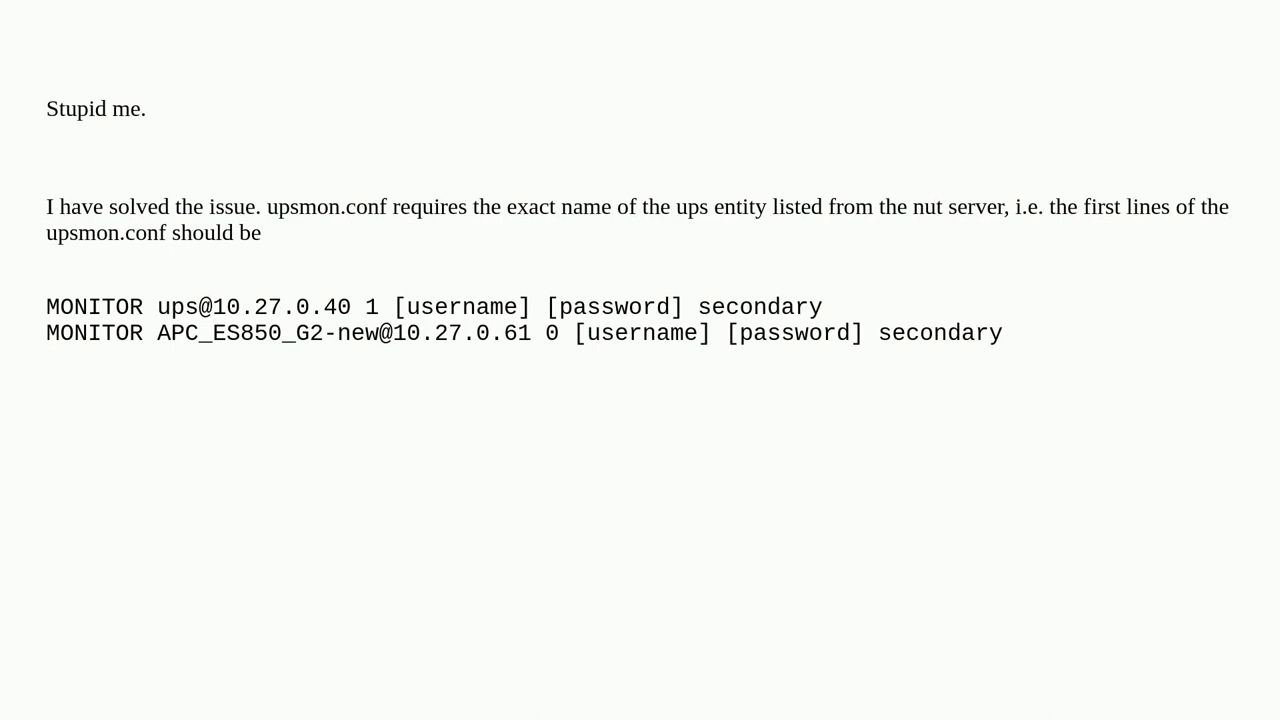 Stupid me.
I have solved the issue. upsmon.conf requires the exact name of the ups entity listed from the nut server, i.e. the first lines of the
upsmon.conf should be
MONITOR ups@10.27.0.40 1 [username] [password] secondary
MONITOR APC_ES850_G2-new@10.27.0.61 0 [username] [password] secondary